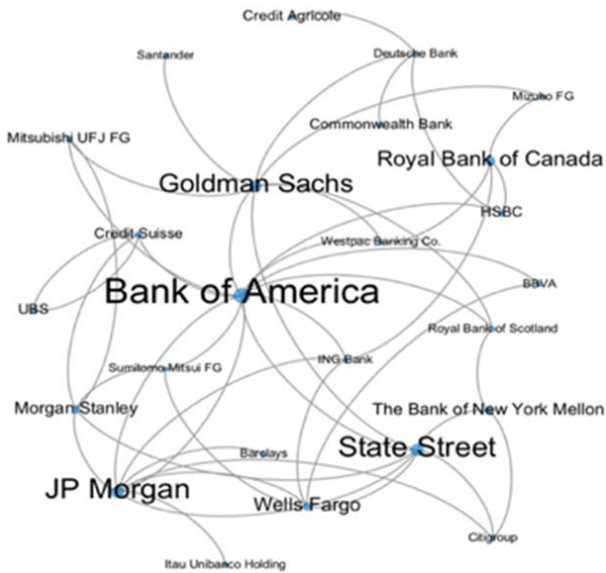 Credit Agricole
Santander
Deutsche Bank
Mizuho FG
Commonwealth Bank
Mitsubishi UFJ FG
Royal Bank of Canada
Goldman Sachs
HSBC
Credit Suisse
Westpac Banking Co.
BBVA
Bank of America
UBS
Royal Bank of Scotland
ING Bank
Sumitomo Mitsui FG
Morgan Stanley
The Bank of New York Mellon
State Street
Barclays
JP Morgan
Wells Fargo
Citigroup
Itau Unibanco Holding